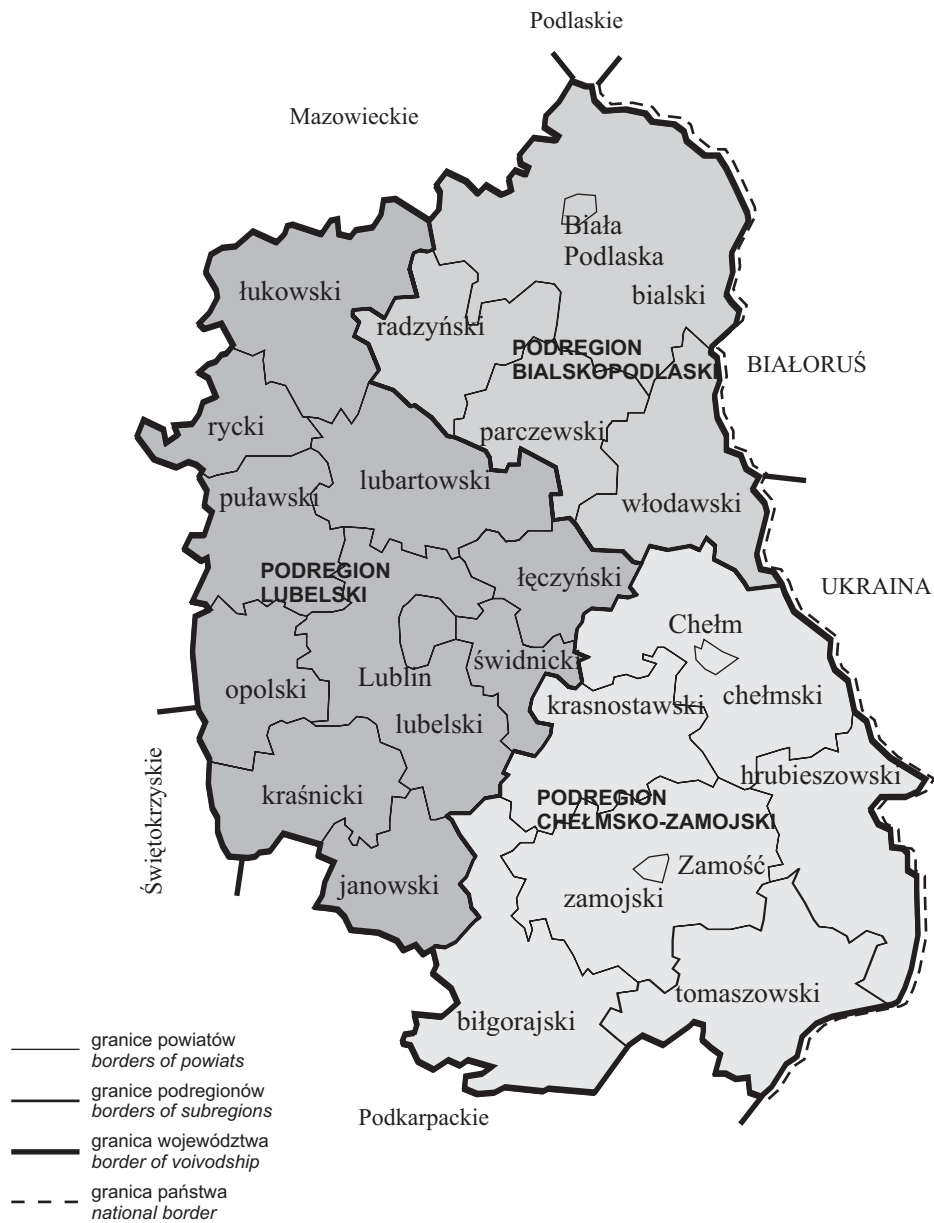 Podlaskie
Mazowieckie
Biała
Podlaska
łukowski
bialski
radzyński
PODREGION
BIALSKOPODLASKI
BIAŁORUŚ
rycki
parczewski
lubartowski
puławski
włodawski
PODREGION
LUBELSKI
łęczyński
UKRAINA
Chełm
świdnicki
Lublin
opolski
chełmski
krasnostawski
lubelski
hrubieszowski
kraśnicki
PODREGION
CHEŁMSKO-ZAMOJSKI
Świętokrzyskie
Zamość
janowski
zamojski
tomaszowski
biłgorajski
Podkarpackie
granice powiatów
borders of powiats
granice podregionów
borders of subregions
granica województwa
border of voivodship
granica państwa
national border